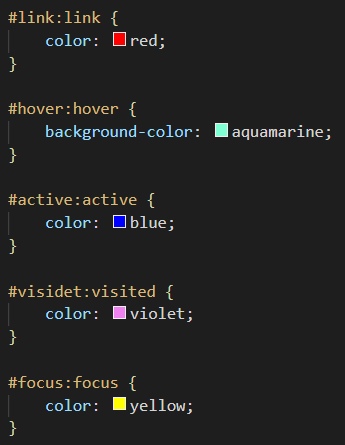 #link:link {
color: red;
}
#hover:hover {
background-color: aquamarine;
}
#active:active {
color: blue;
}
#visidet:visited {
color: violet;
}
#focus:focus {
color: yellow;
}